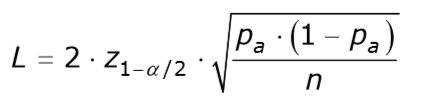 L = 2 · z_{1−α/2} · √(p_a · (1 − p_a) / n)